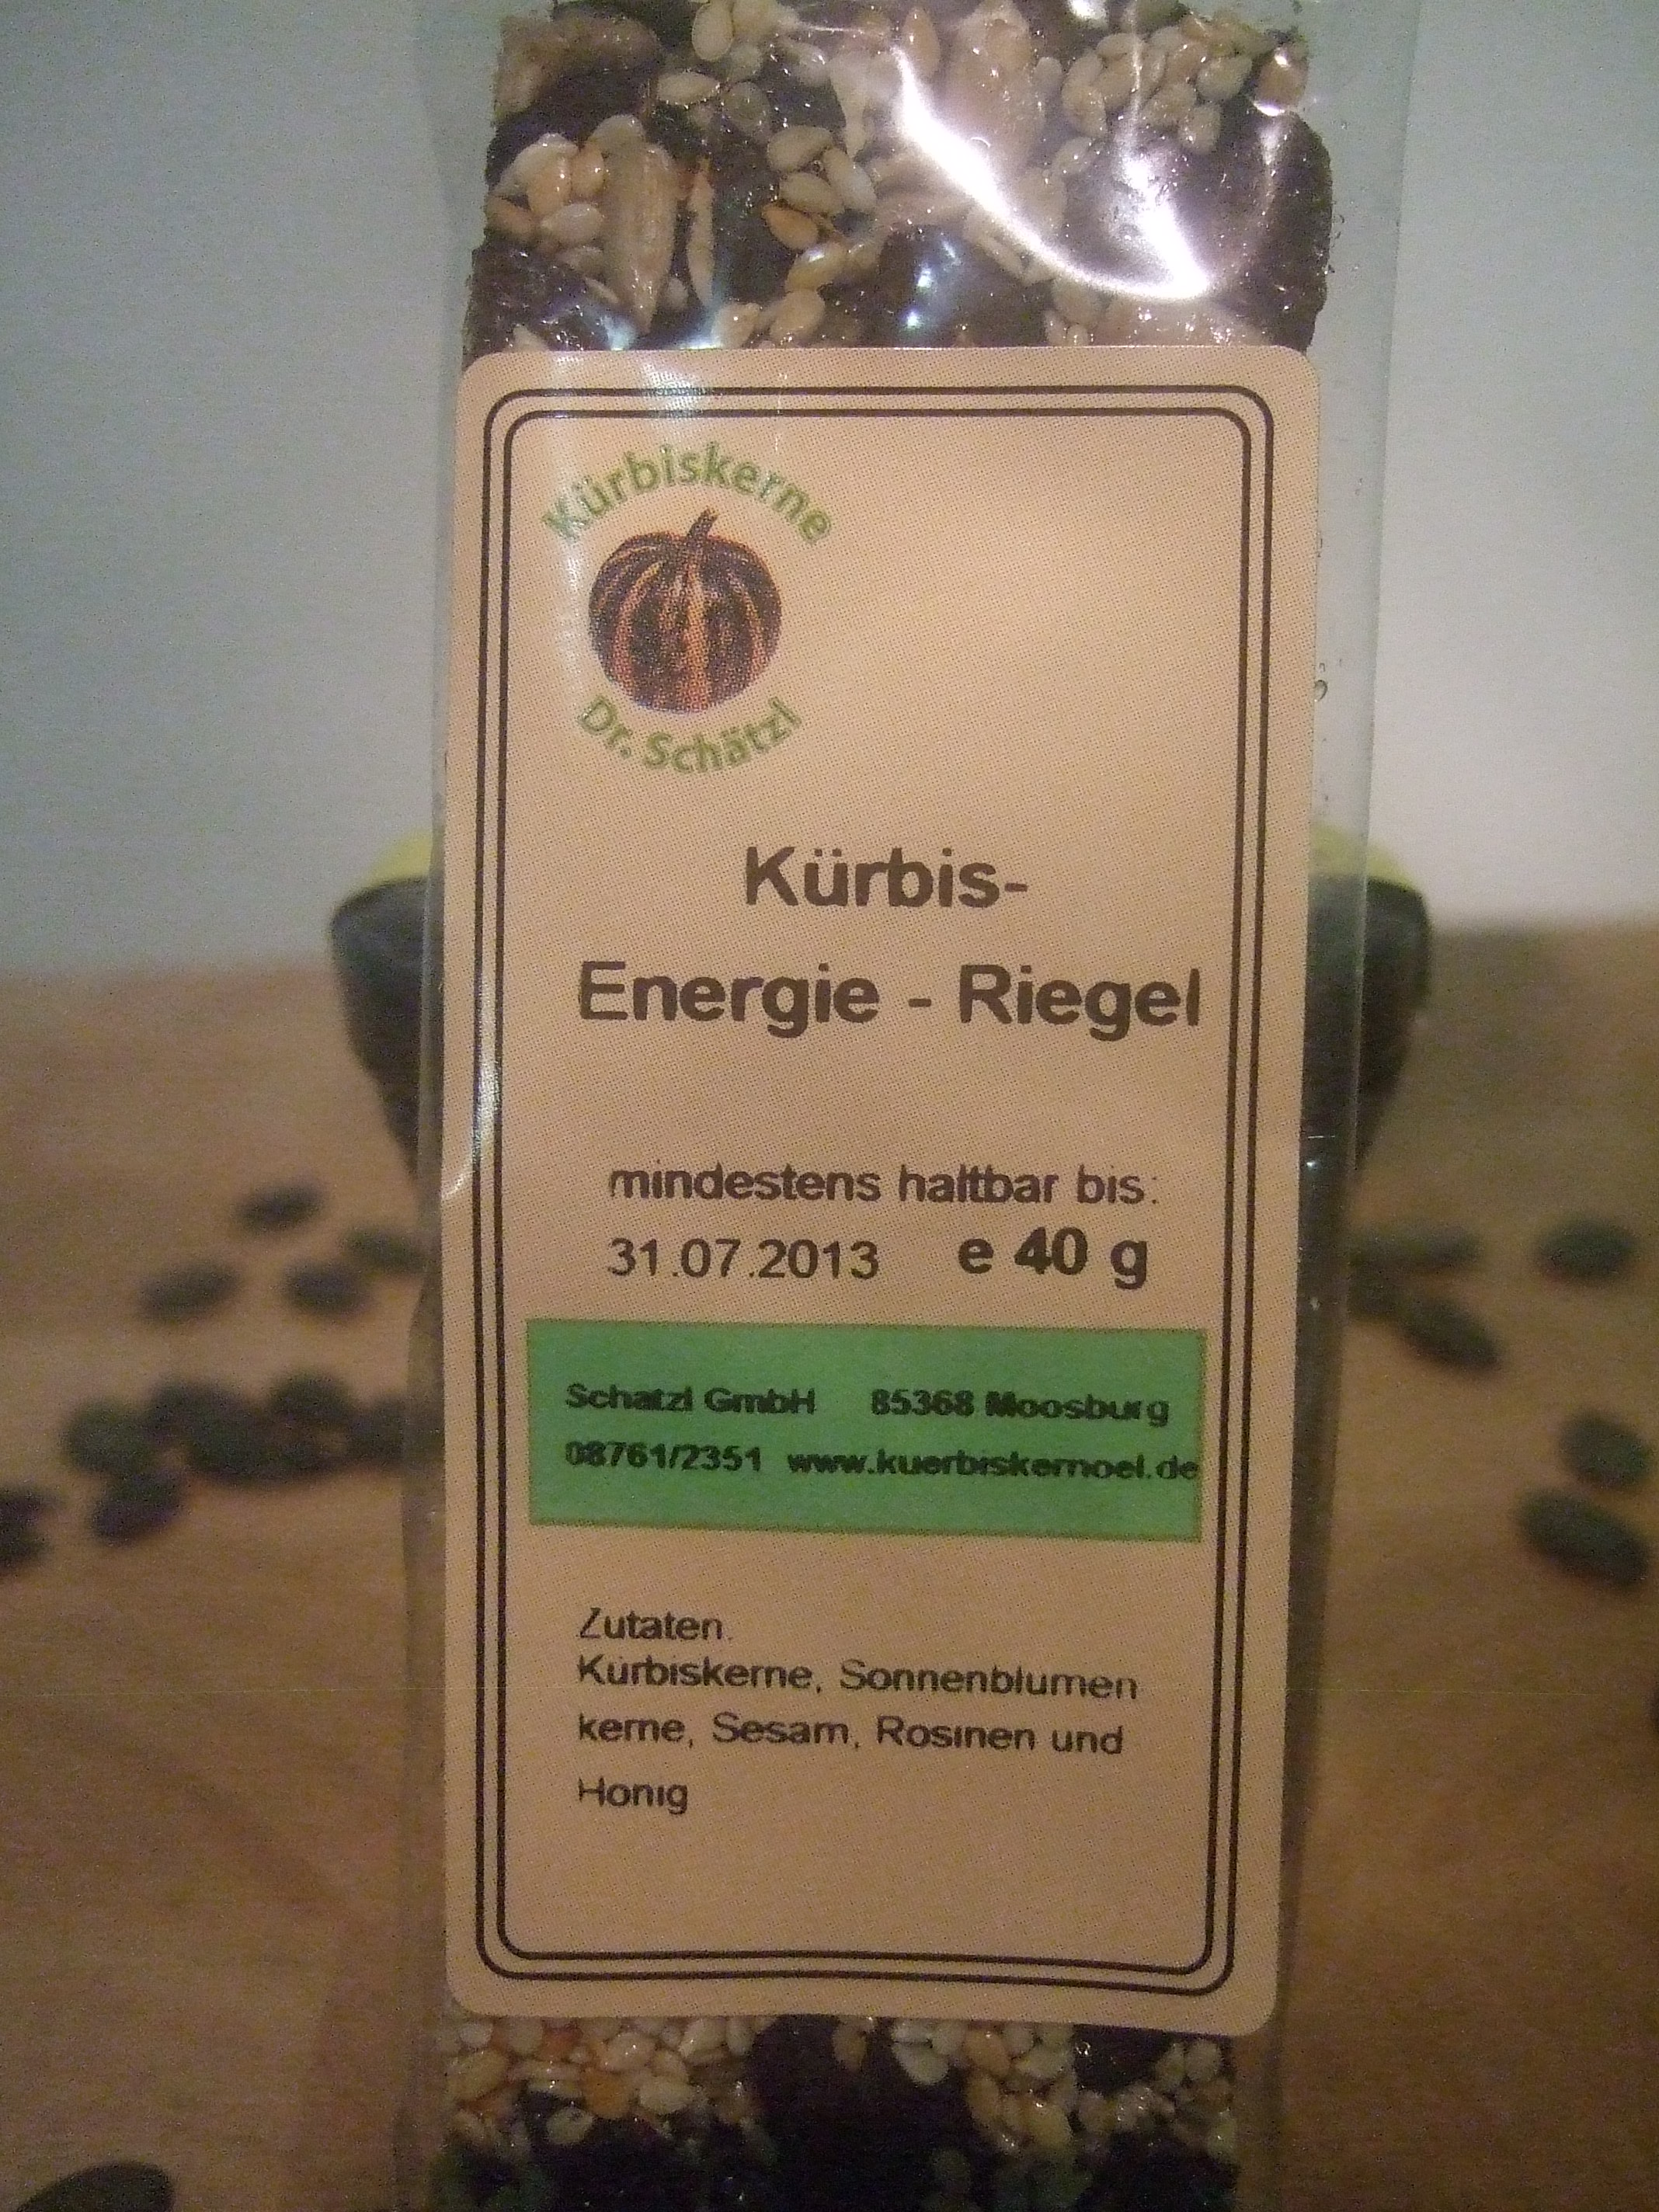 Kürbiskerne
Dr. Schätzl
Kürbis-
Energie - Riegel
mindestens haltbar bis:
31.07.2013 e 40 g
Schätzl GmbH 85368 Moosburg
08761/2351 www.kuerbiskernoel.de
Zutaten:
Kürbiskerne, Sonnenblumen
kerne, Sesam, Rosinen und
Honig